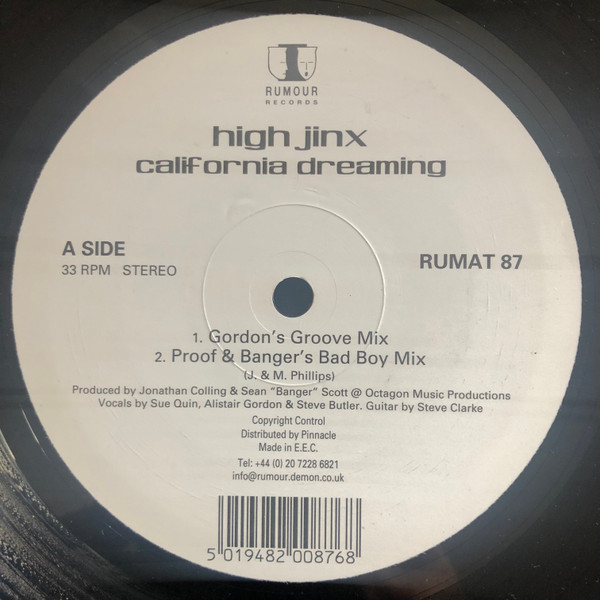 RUMOUR
RECORDS
high jinx
california dreaming
A SIDE
33 RPM STEREO
RUMAT 87
1. Gordon's Groove Mix
2. Proof & Banger's Bad Boy Mix
(J. & M. Phillips)
Produced by Jonathan Colling & Sean "Banger" Scott @ Octagon Music Productions
Vocals by Sue Quin, Alistair Gordon & Steve Butler. Guitar by Steve Clarke
Copyright Control
Distributed by Pinnacle
Made in E.E.C.
Tel: +44 (0) 20 7228 6821
info@rumour.demon.co.uk
5 019482 008768